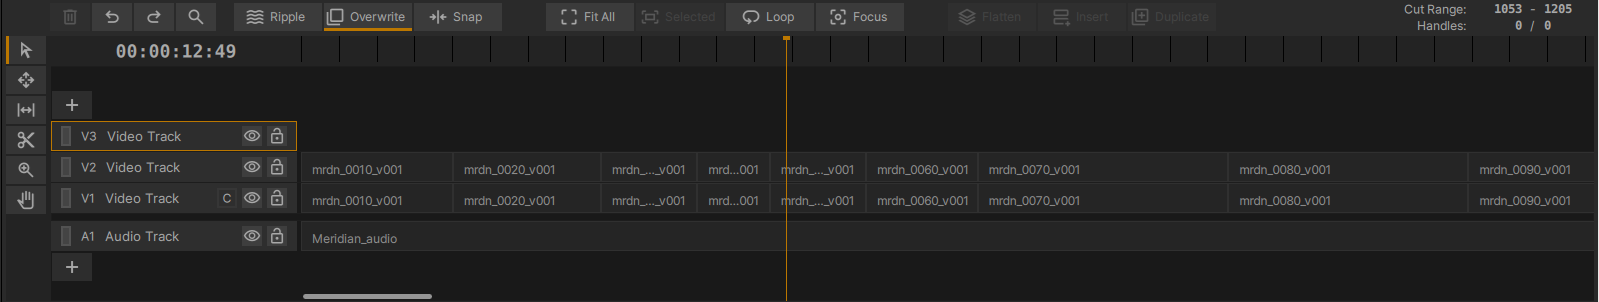 Ripple Overwrite Snap Fit All Selected Loop Focus Flatten Insert Duplicate Cut Range: 1053 - 1205
Handles: 0 / 0
00:00:12:49
V3 Video Track
V2 Video Track mrdn_0010_v001 mrdn_0020_v001 mrdn_..._v001 mrd...001 mrdn_..._v001 mrdn_0060_v001 mrdn_0070_v001 mrdn_0080_v001 mrdn_0090_v001
V1 Video Track C mrdn_0010_v001 mrdn_0020_v001 mrdn_..._v001 mrd...001 mrdn_..._v001 mrdn_0060_v001 mrdn_0070_v001 mrdn_0080_v001 mrdn_0090_v001
A1 Audio Track Meridian_audio